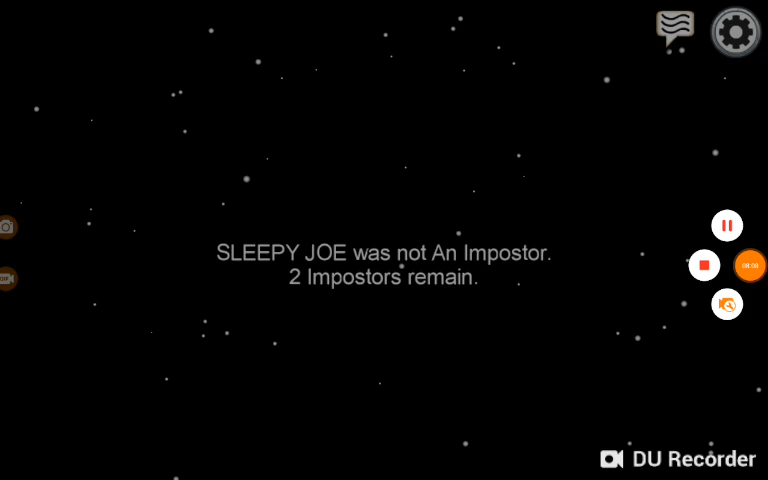 SLEEPY JOE was not An Impostor.
2 Impostors remain.
DU Recorder